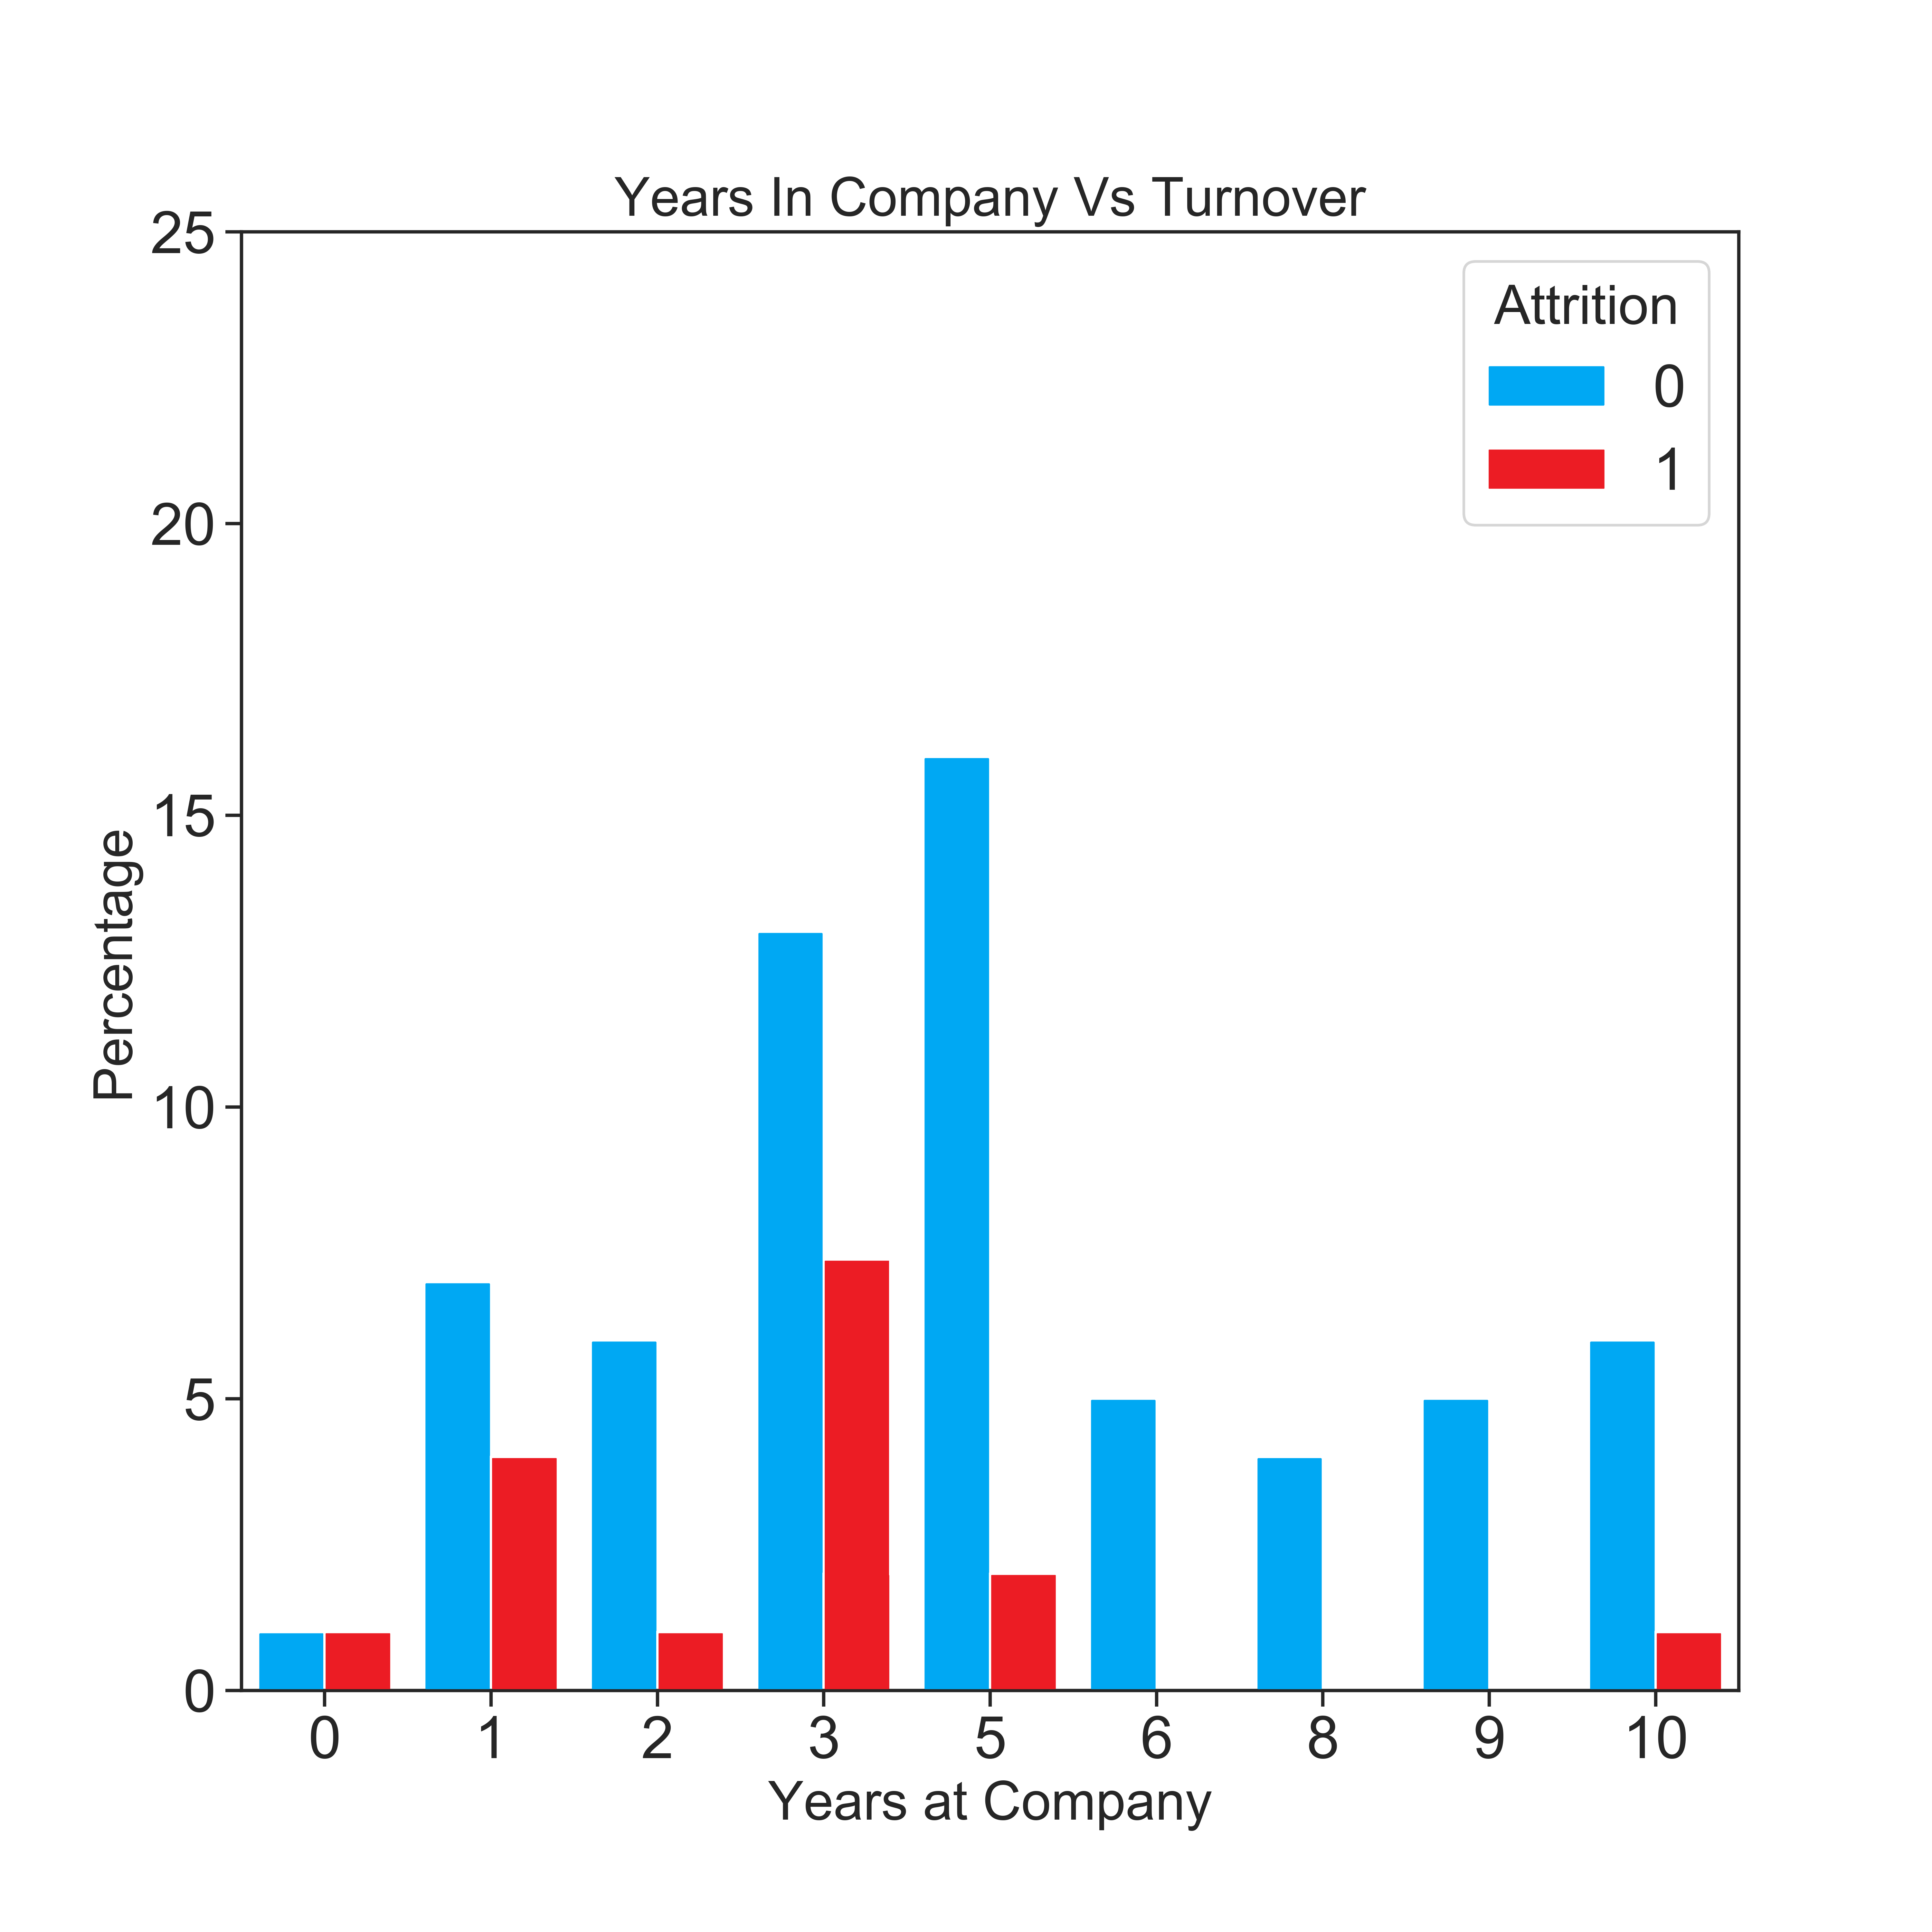 Years In Company Vs Turnover
25
20
15
10
5
0
Percentage
Attrition
0
1
0 1 2 3 5 6 8 9 10
Years at Company